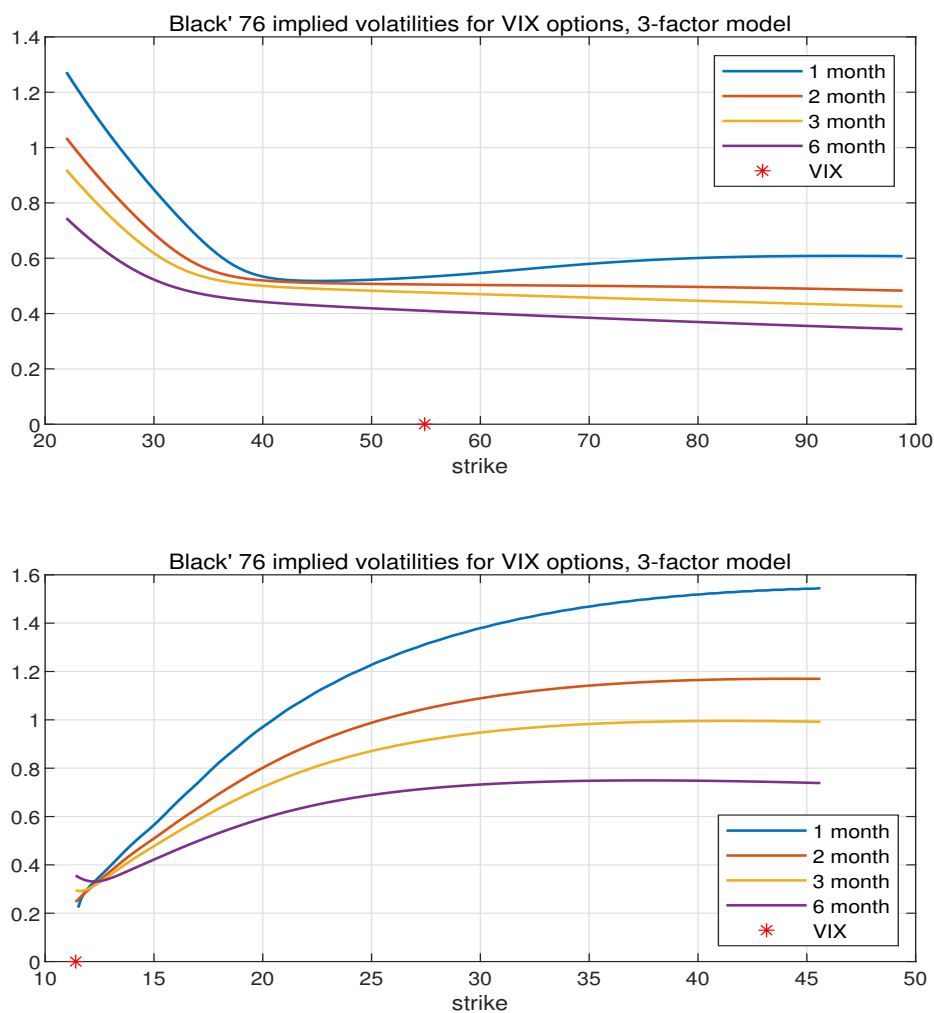 Black' 76 implied volatilities for VIX options, 3-factor model
1.4
1.2
1
0.8
0.6
0.4
0.2
0
1 month
2 month
3 month
6 month
VIX
20 30 40 50 60 70 80 90 100
strike
Black' 76 implied volatilities for VIX options, 3-factor model
1.6
1.4
1.2
1
0.8
0.6
0.4
0.2
0
1 month
2 month
3 month
6 month
VIX
10 15 20 25 30 35 40 45 50
strike